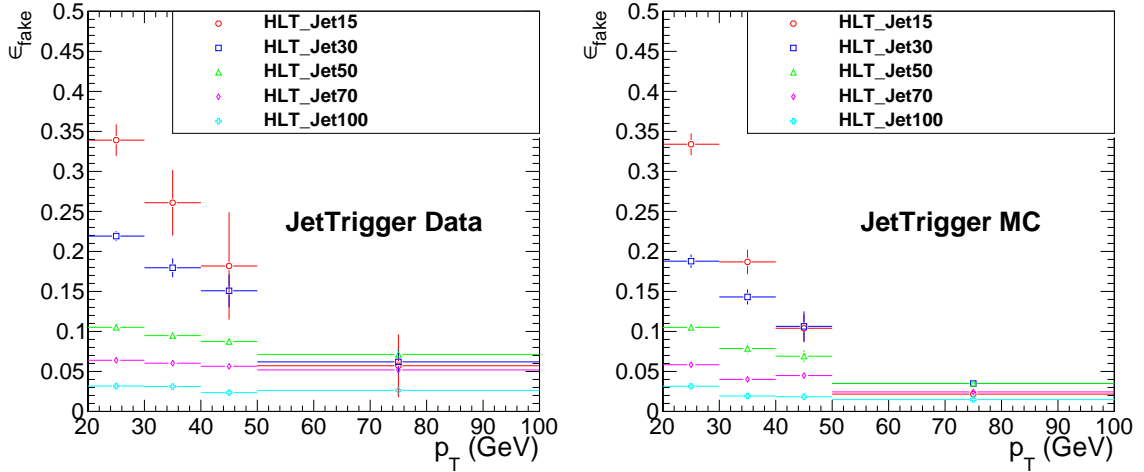 ϵfake
0.5
0.45
0.4
0.35
0.3
0.25
0.2
0.15
0.1
0.05
0
HLT_Jet15
HLT_Jet30
HLT_Jet50
HLT_Jet70
HLT_Jet100
JetTrigger Data
20 30 40 50 60 70 80 90 100
pT (GeV)
ϵfake
0.5
0.45
0.4
0.35
0.3
0.25
0.2
0.15
0.1
0.05
0
HLT_Jet15
HLT_Jet30
HLT_Jet50
HLT_Jet70
HLT_Jet100
JetTrigger MC
20 30 40 50 60 70 80 90 100
pT (GeV)